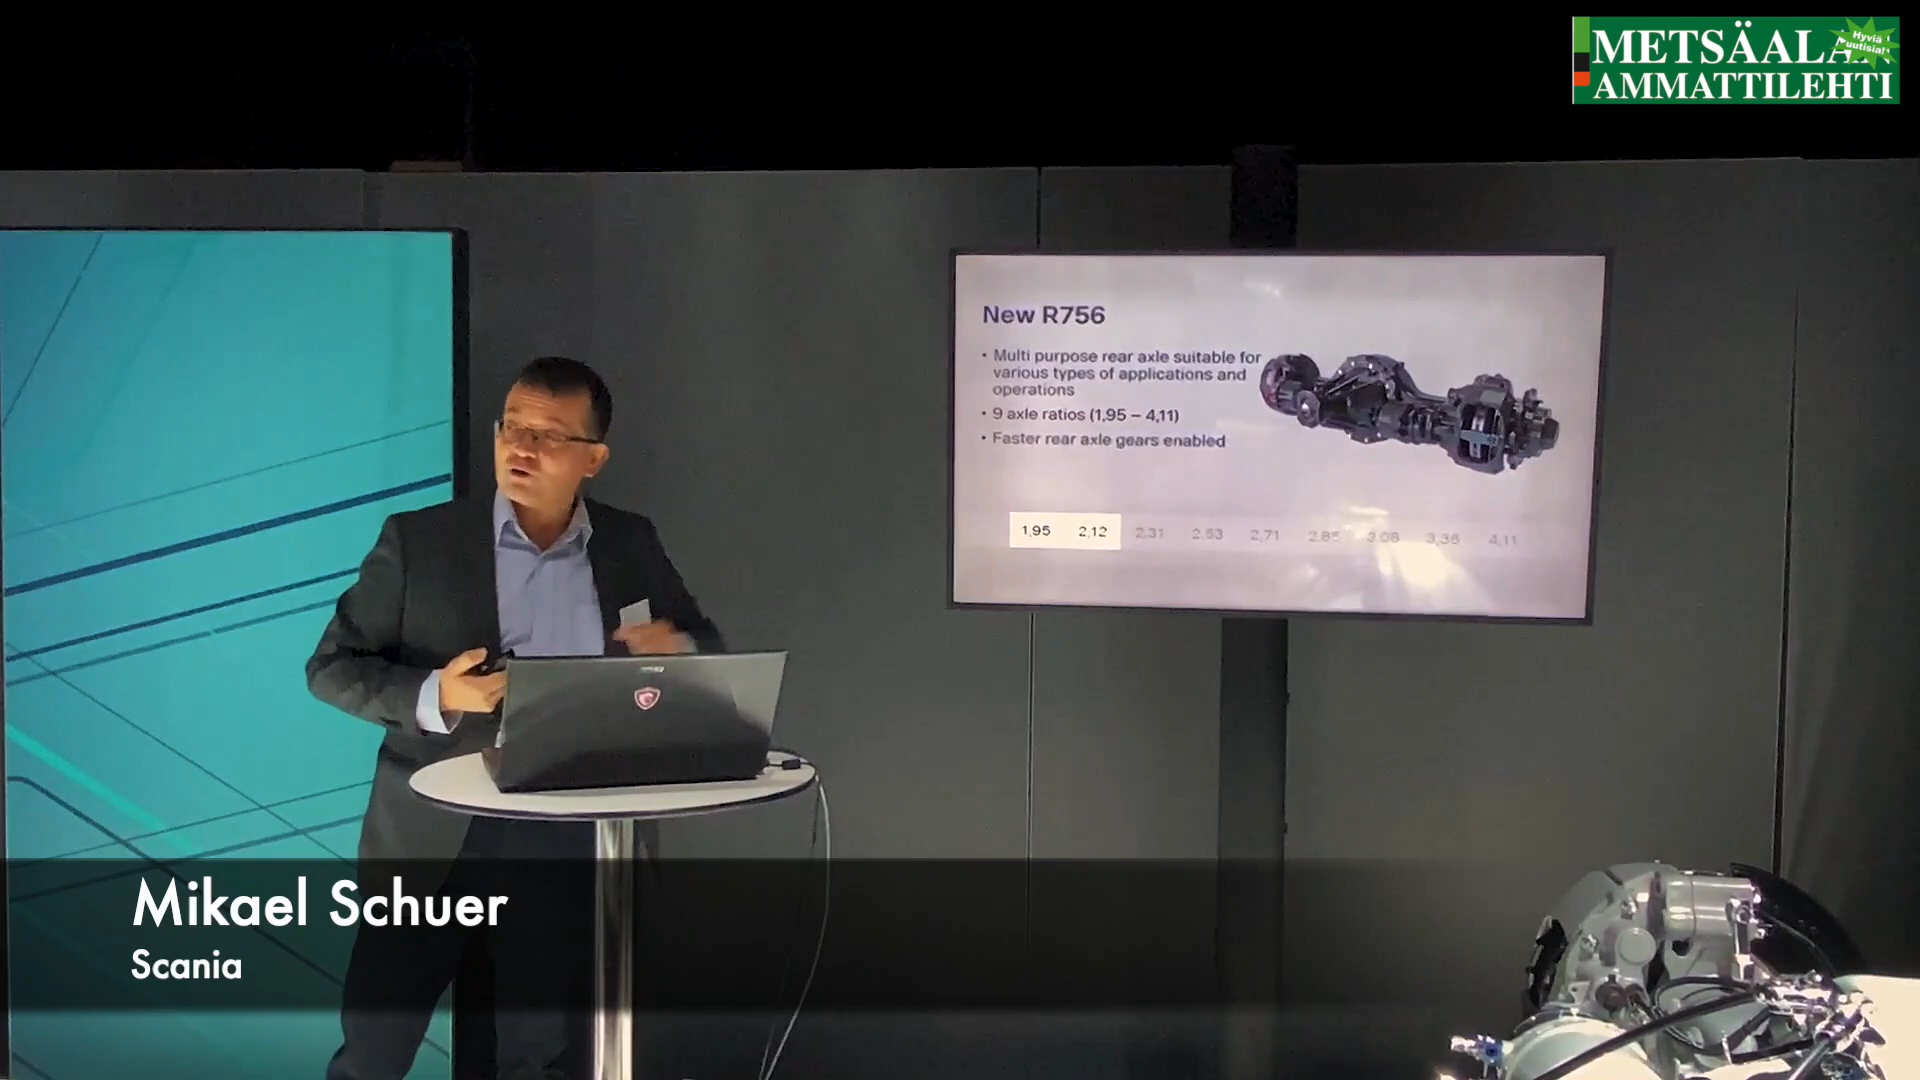 METSÄALAN
AMMATTILEHTI
Hyviä
uutisia!
New R756
• Multi purpose rear axle suitable for
various types of applications and
operations
• 9 axle ratios (1,95 – 4,11)
• Faster rear axle gears enabled
1,95 2,12 2,31 2,53 2,71 2,85 3,08 3,36 4,11
Mikael Schuer
Scania